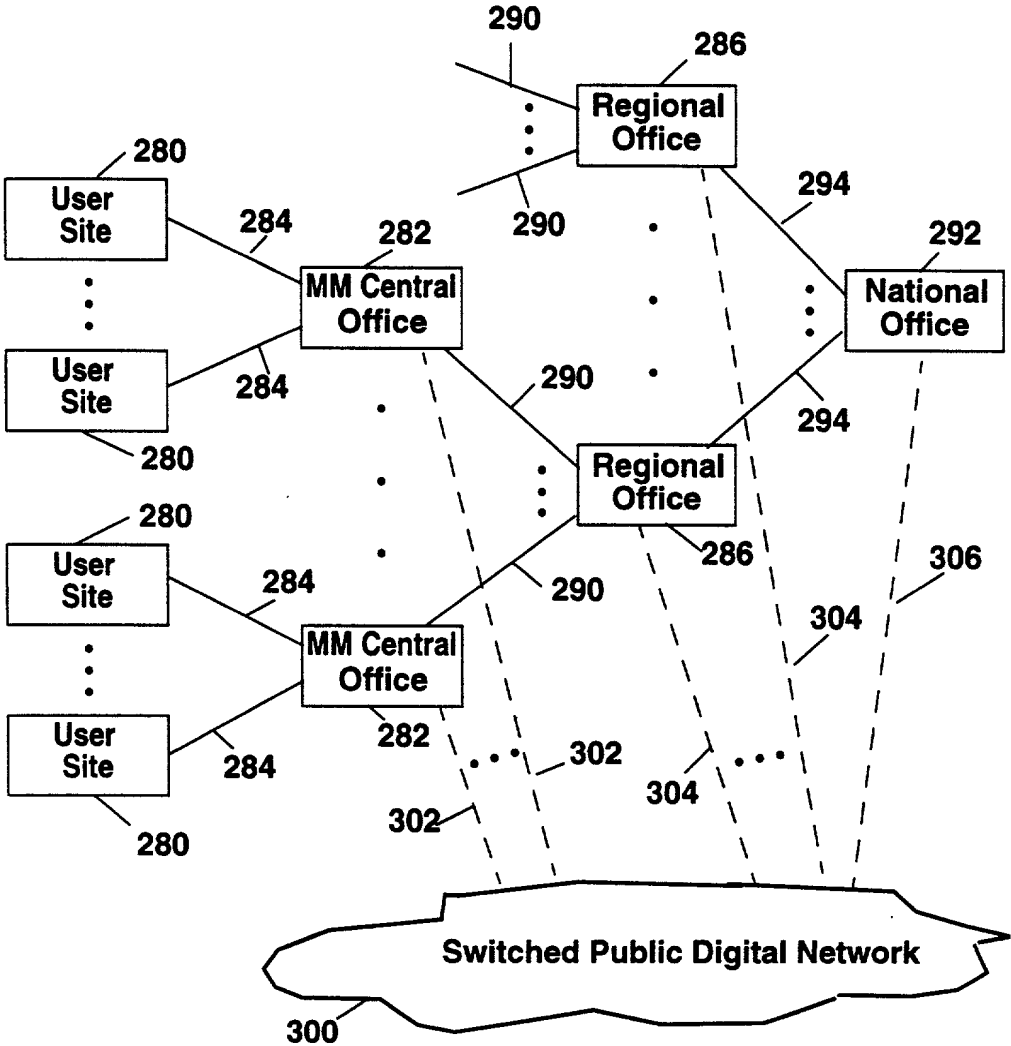 290
286
Regional
Office
290
280
User
Site
284
282
MM Central
Office
284
User
Site
280
294
292
National
Office
294
290
Regional
Office
286
290
280
User
Site
284
MM Central
Office
282
284
User
Site
280
306
304
304
302
302
Switched Public Digital Network
300